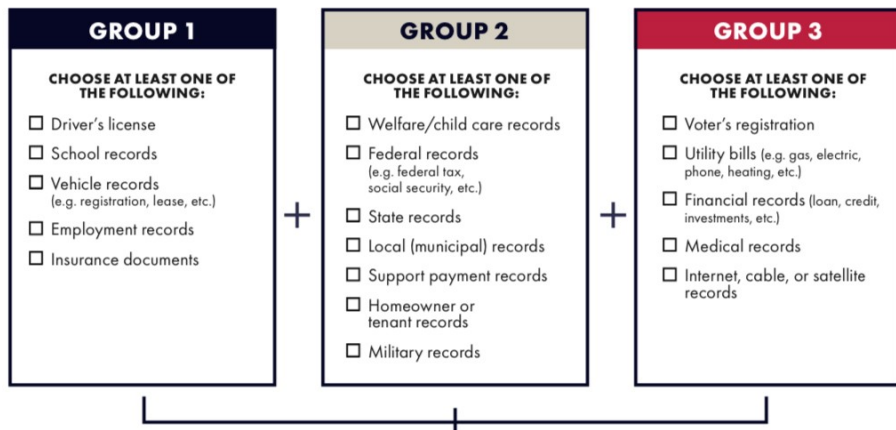 GROUP 1
CHOOSE AT LEAST ONE OF
THE FOLLOWING:
Driver's license
School records
Vehicle records
(e.g. registration, lease, etc.)
Employment records
Insurance documents
+
GROUP 2
CHOOSE AT LEAST ONE OF
THE FOLLOWING:
Welfare/child care records
Federal records
(e.g. federal tax,
social security, etc.)
State records
Local (municipal) records
Support payment records
Homeowner or
tenant records
Military records
+
GROUP 3
CHOOSE AT LEAST ONE OF
THE FOLLOWING:
Voter's registration
Utility bills (e.g. gas, electric,
phone, heating, etc.)
Financial records (loan, credit,
investments, etc.)
Medical records
Internet, cable, or satellite
records